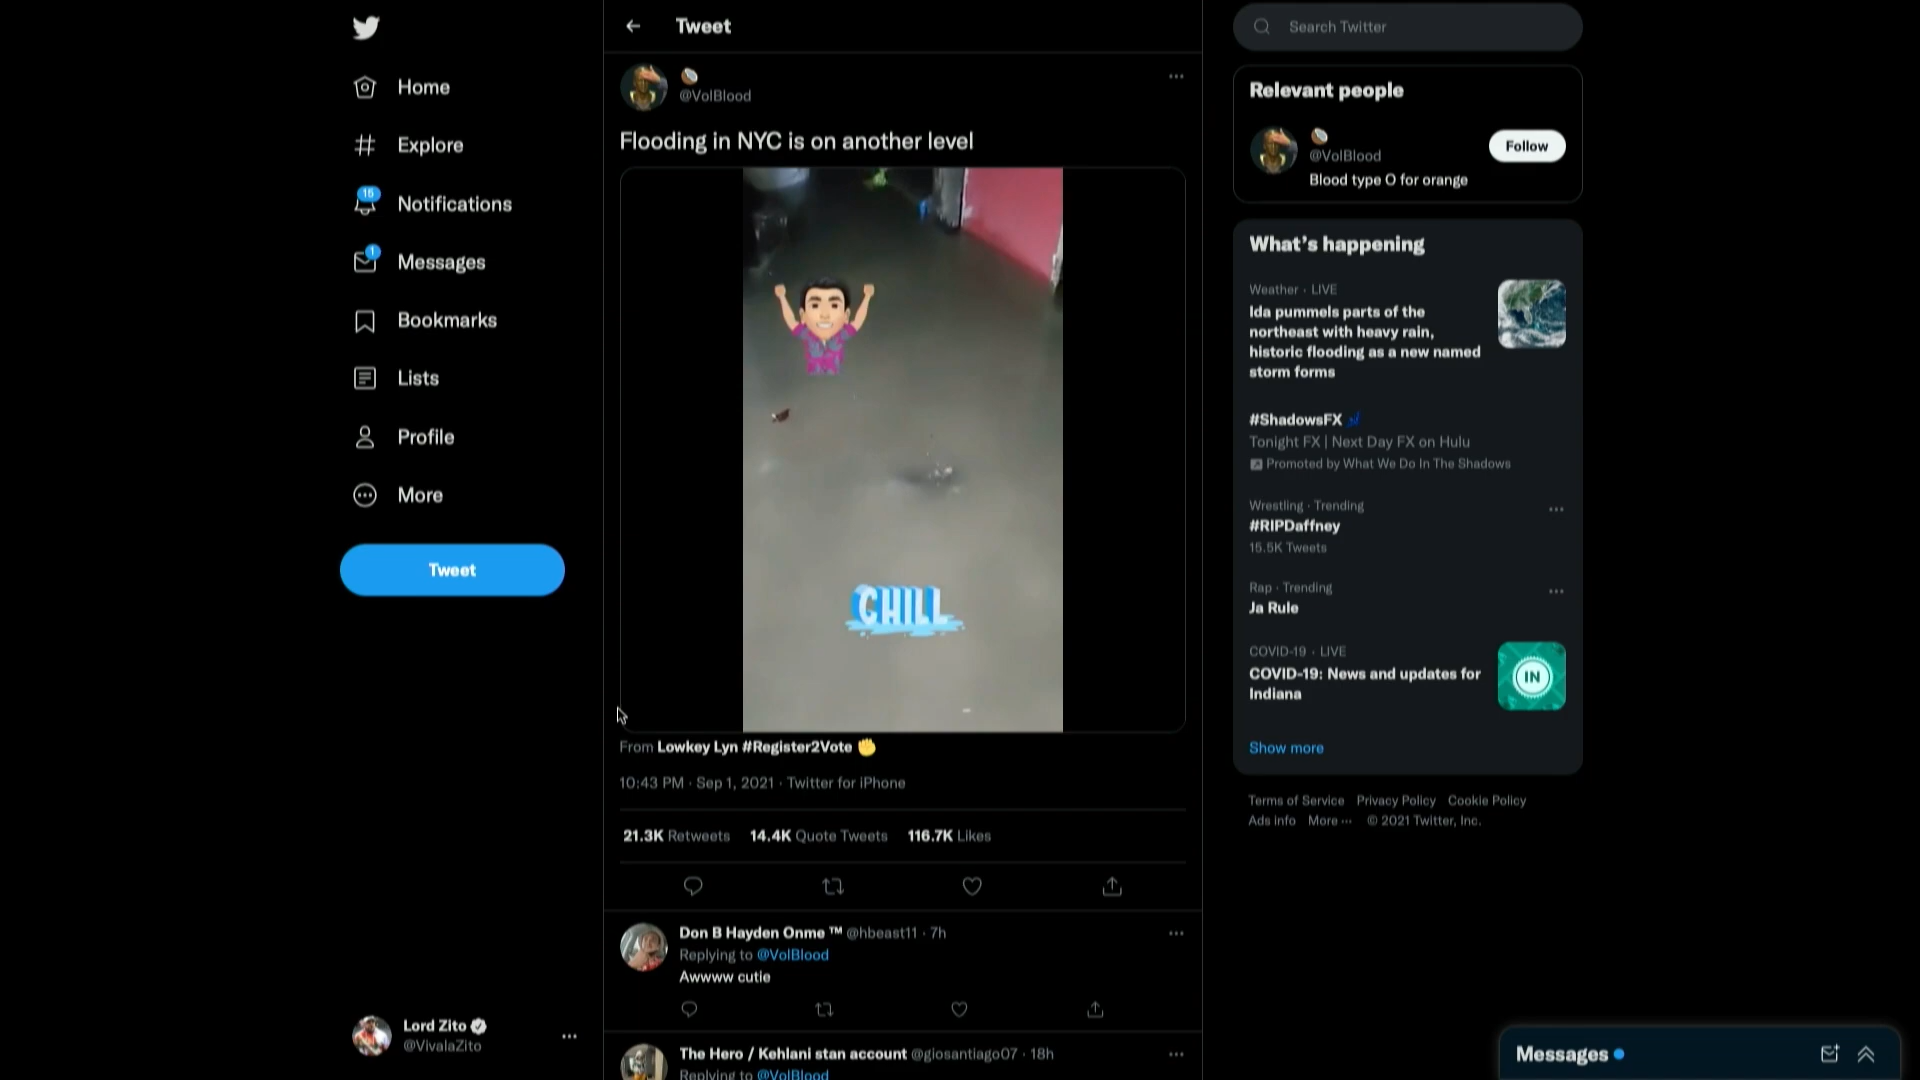 Home
Explore
15
Notifications
1
Messages
Bookmarks
Lists
Profile
More
Tweet
Lord Zito
@VivalaZito
Tweet
@VolBlood
Flooding in NYC is on another level
CHILL
From Lowkey Lyn #Register2Vote
10:43 PM · Sep 1, 2021 · Twitter for iPhone
21.3K Retweets 14.4K Quote Tweets 116.7K Likes
Don B Hayden Onme ™ @hbeast11 · 7h
Replying to @VolBlood
Awwww cutie
The Hero / Kehlani stan account @giosantiago07 · 18h
Replying to @VolBlood
Search Twitter
Relevant people
@VolBlood
Follow
Blood type O for orange
What's happening
Weather · LIVE
Ida pummels parts of the
northeast with heavy rain,
historic flooding as a new named
storm forms
#ShadowsFX
Tonight FX | Next Day FX on Hulu
Promoted by What We Do In The Shadows
Wrestling · Trending
#RIPDaffney
15.5K Tweets
Rap · Trending
Ja Rule
COVID-19 · LIVE
COVID-19: News and updates for
Indiana
IN
Show more
Terms of Service Privacy Policy Cookie Policy
Ads info More ··· © 2021 Twitter, Inc.
Messages